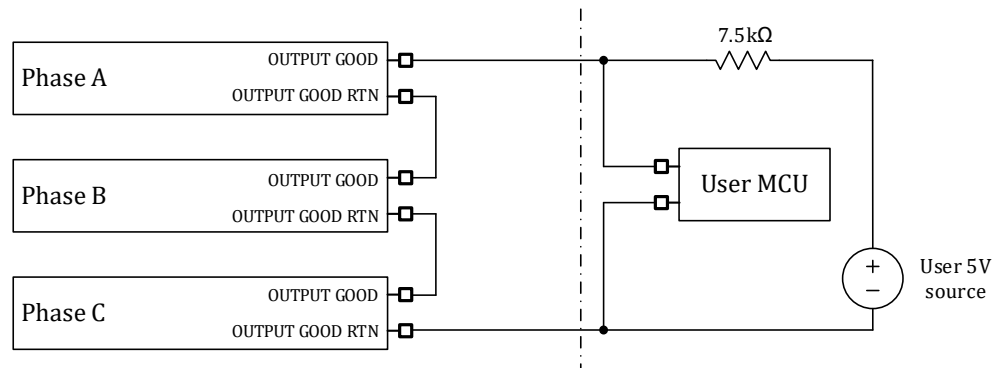 7.5kΩ
Phase A
OUTPUT GOOD
OUTPUT GOOD RTN
Phase B
OUTPUT GOOD
OUTPUT GOOD RTN
User MCU
Phase C
OUTPUT GOOD
OUTPUT GOOD RTN
+
−
User 5V
source